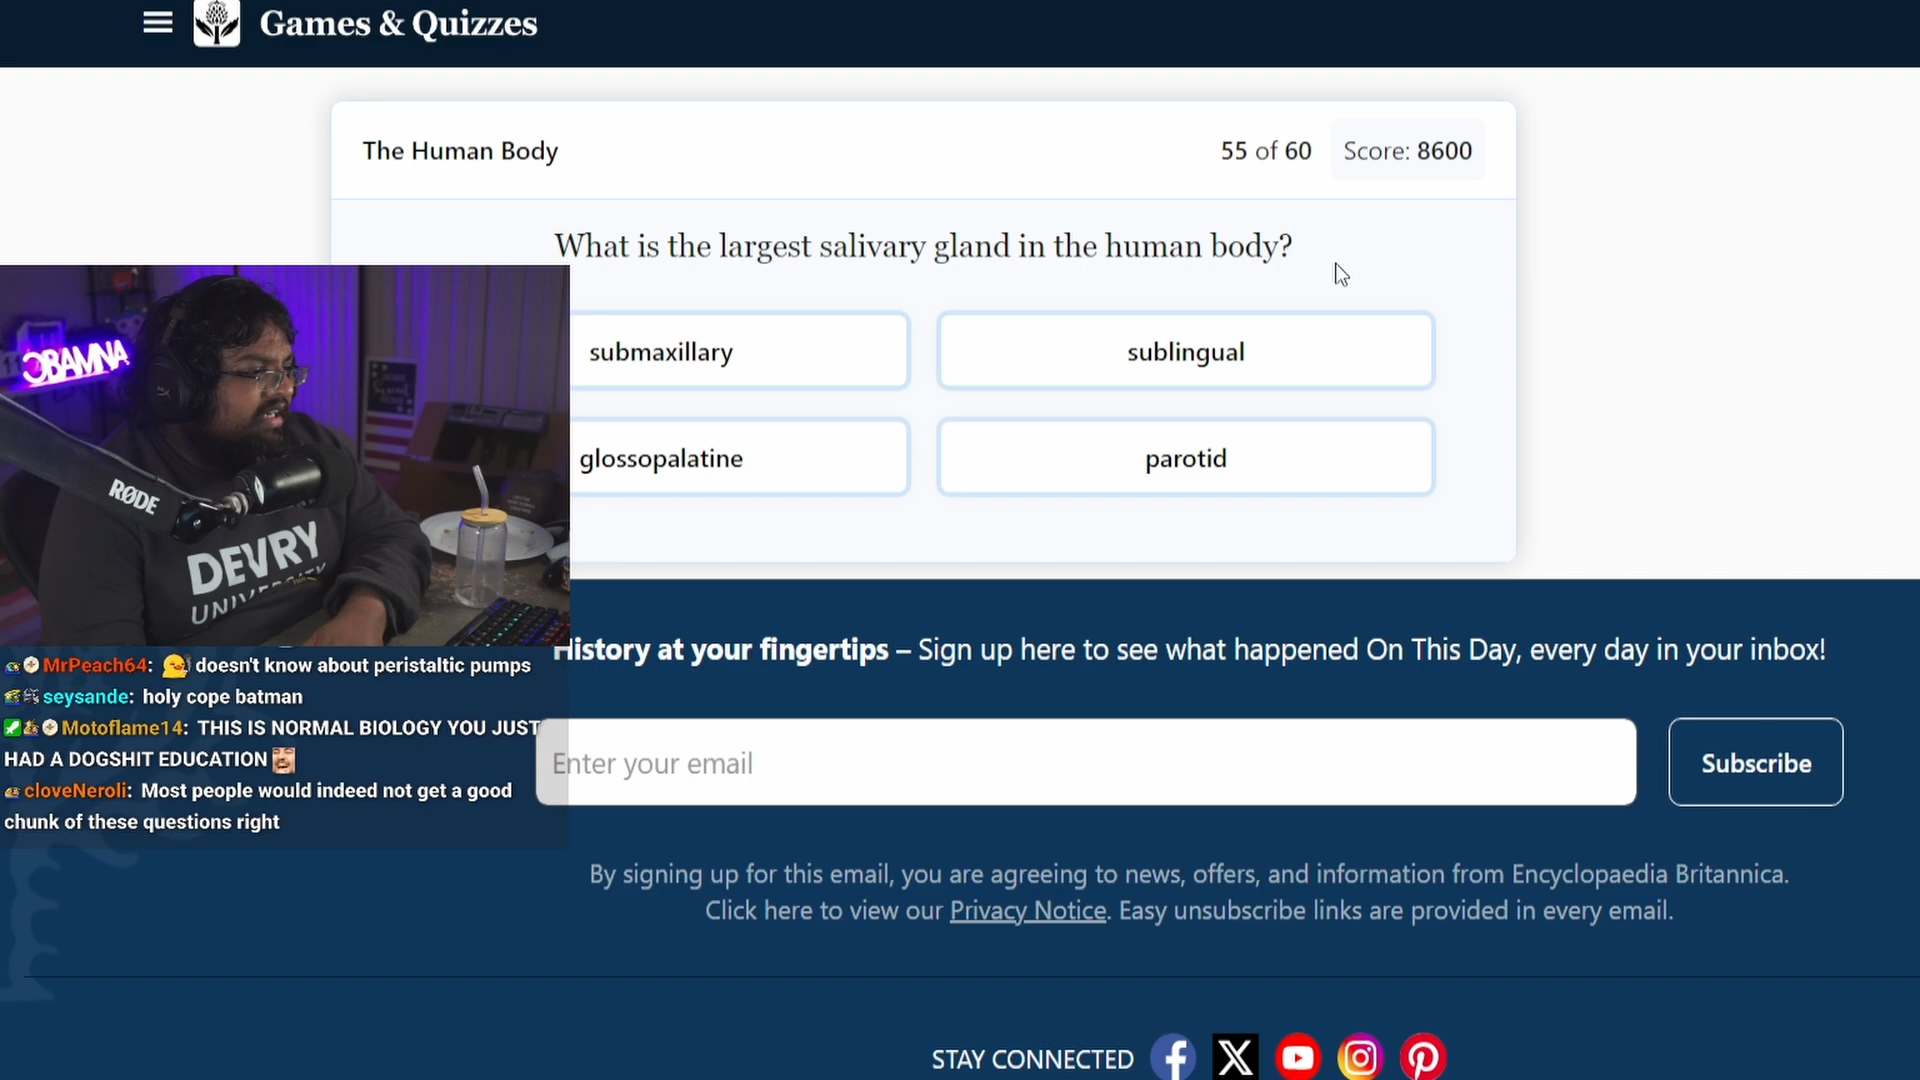 Games & Quizzes
The Human Body
55 of 60
Score: 8600
What is the largest salivary gland in the human body?
submaxillary
sublingual
glossopalatine
parotid
OBAMNA
RØDE
DEVRY
UNIVERSITY
MrPeach64: doesn't know about peristaltic pumps
seysande: holy cope batman
Motoflame14: THIS IS NORMAL BIOLOGY YOU JUST
HAD A DOGSHIT EDUCATION
cloveNeroli: Most people would indeed not get a good
chunk of these questions right
History at your fingertips – Sign up here to see what happened On This Day, every day in your inbox!
Enter your email
Subscribe
By signing up for this email, you are agreeing to news, offers, and information from Encyclopaedia Britannica.
Click here to view our Privacy Notice. Easy unsubscribe links are provided in every email.
STAY CONNECTED